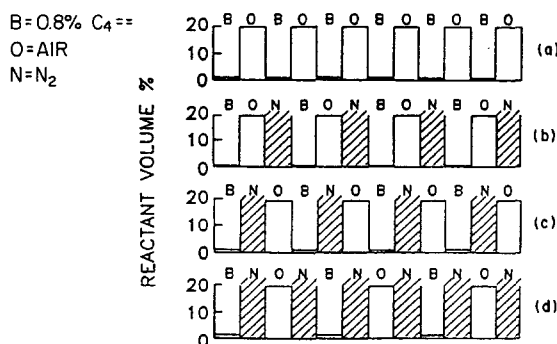 B=0.8% C₄==
O=AIR
N=N₂
REACTANT VOLUME %
B O B O B O B O B O B O
20
10
0
(a)
B O N B O N B O N B O N
20
10
0
(b)
B N O B N O B N O B N O
20
10
0
(c)
B N O N B N O N B N O N
20
10
0
(d)